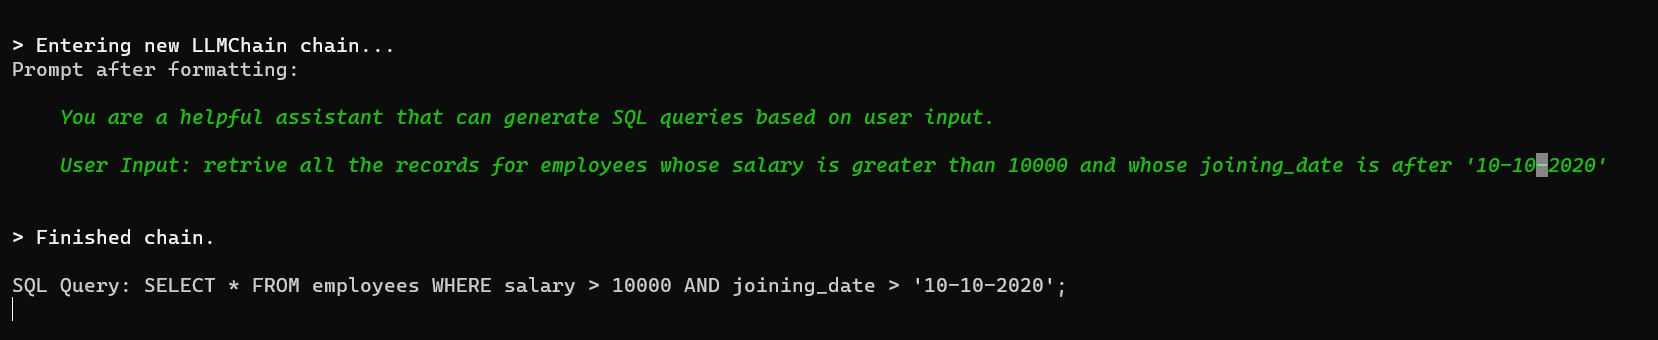 > Entering new LLMChain chain...
Prompt after formatting:
You are a helpful assistant that can generate SQL queries based on user input.
User Input: retrive all the records for employees whose salary is greater than 10000 and whose joining_date is after '10-10-2020'
> Finished chain.
SQL Query: SELECT * FROM employees WHERE salary > 10000 AND joining_date > '10-10-2020';